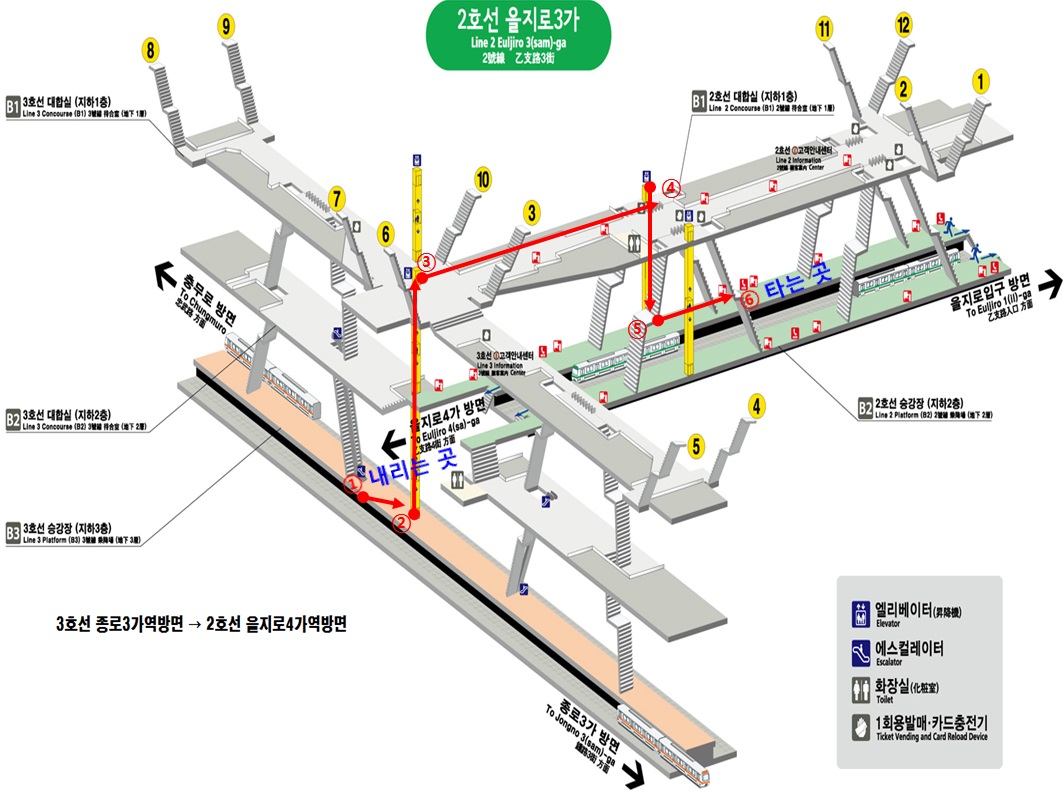 2호선 을지로3가
Line 2 Euljiro 3(sam)-ga
2號線 乙支路3街
8
9
11
12
1
2
B1 3호선 대합실 (지하1층)
Line 3 Concourse (B1) 3號線 待合室 (地下 1層)
B1 2호선 대합실 (지하1층)
Line 2 Concourse (B1) 2號線 待合室 (地下 1層)
2호선 ①고객안내센터
Line 2 Information
2號線 顧客案內 Center
7
10
6
3
③
④
충무로 방면
To Chungmuro
忠武路 方面
타는 곳
⑤
⑥
을지로입구 방면
To Euljiro 1(il)-ga
乙支路入口 方面
3호선 ①고객안내센터
Line 3 Information
3號線 顧客案內 Center
B2 3호선 대합실 (지하2층)
Line 3 Concourse (B2) 3號線 待合室 (地下 2層)
B2 2호선 승강장 (지하2층)
Line 2 Platform (B2) 2號線 乘降場 (地下 2層)
을지로4가 방면
To Euljiro 4(sa)-ga
乙支路4街 方面
4
5
내리는 곳
①
②
B3 3호선 승강장 (지하3층)
Line 3 Platform (B3) 3號線 乘降場 (地下 3層)
3호선 종로3가역방면 → 2호선 을지로4가역방면
종로3가 방면
To Jongno 3(sam)-ga
鍾路3街 方面
엘리베이터(昇降機)
Elevator
에스컬레이터
Escalator
화장실(化粧室)
Toilet
1회용발매·카드충전기
Ticket Vending and Card Reload Device